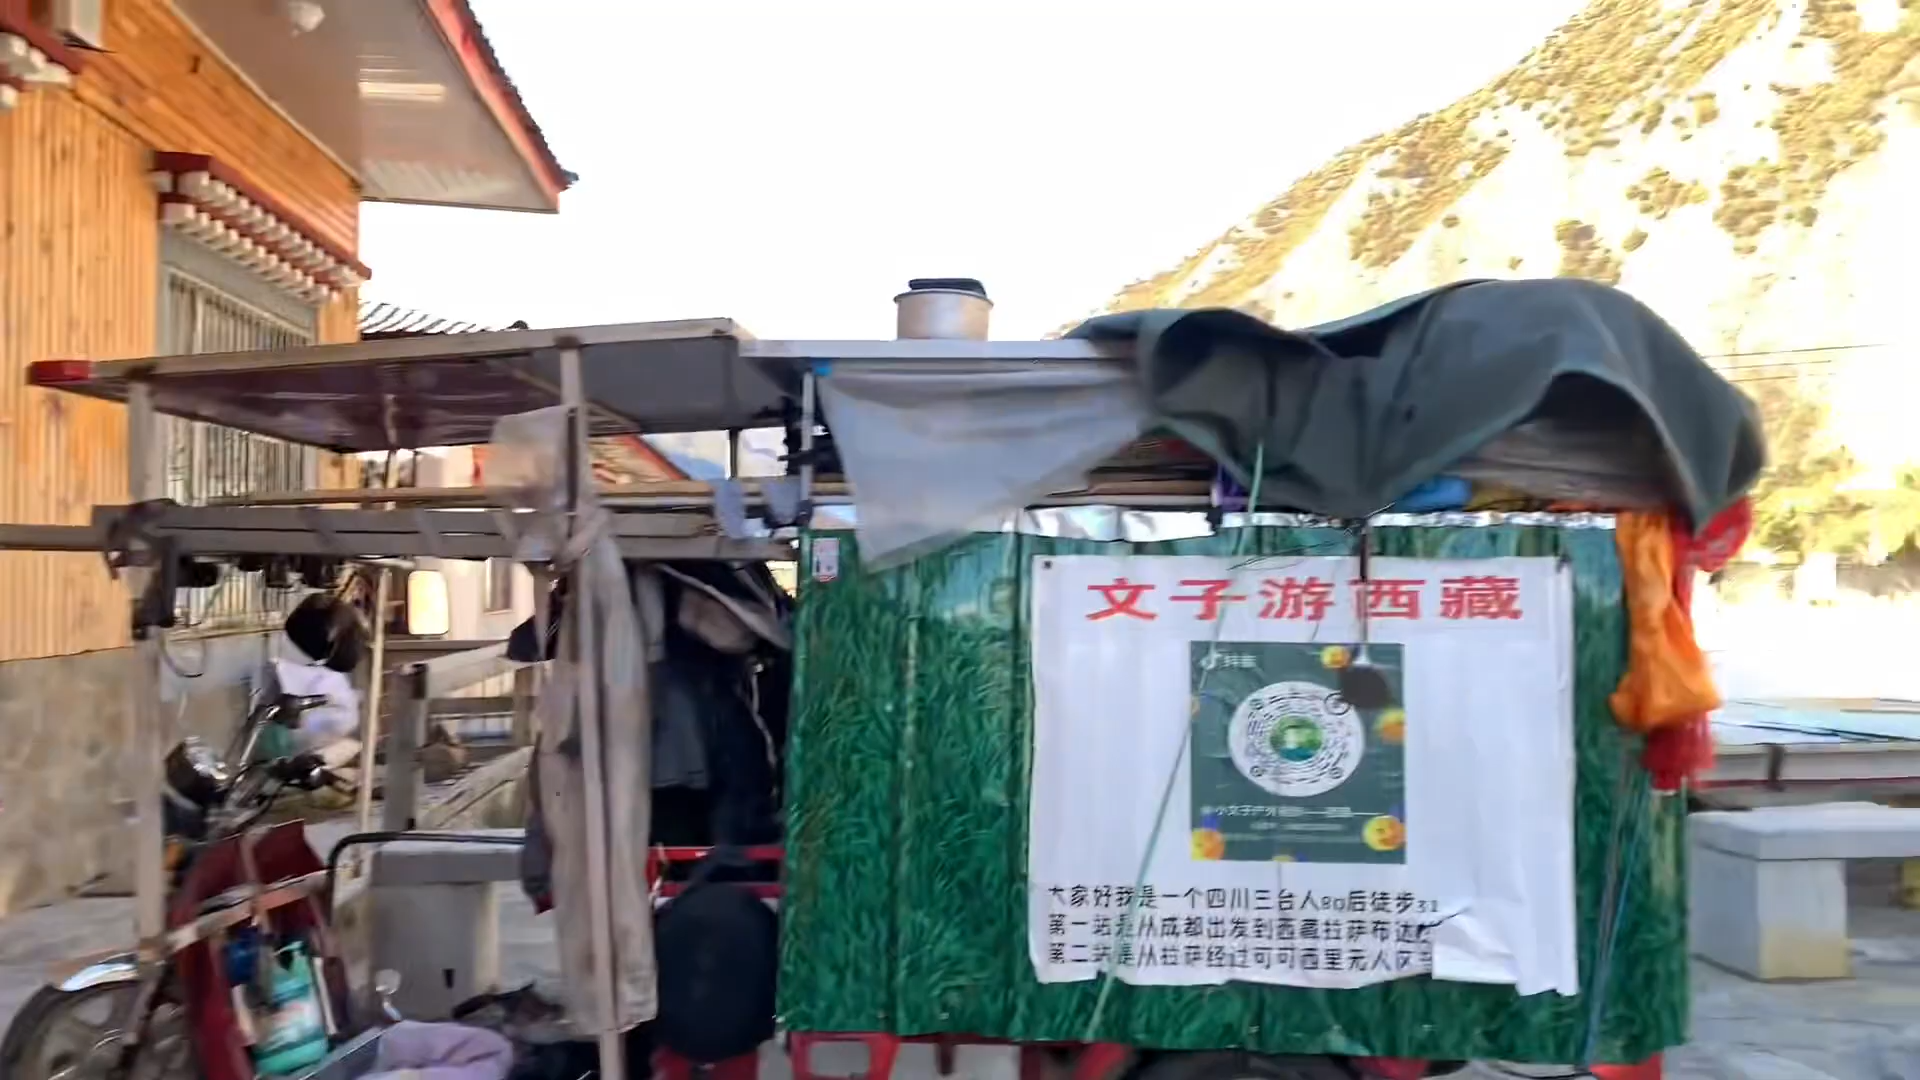 文子游西藏
抖音
大家好我是一个四川三台人80后徒步31
第一站是从成都出发到西藏拉萨布达
第二站是从拉萨经过可可西里无人区